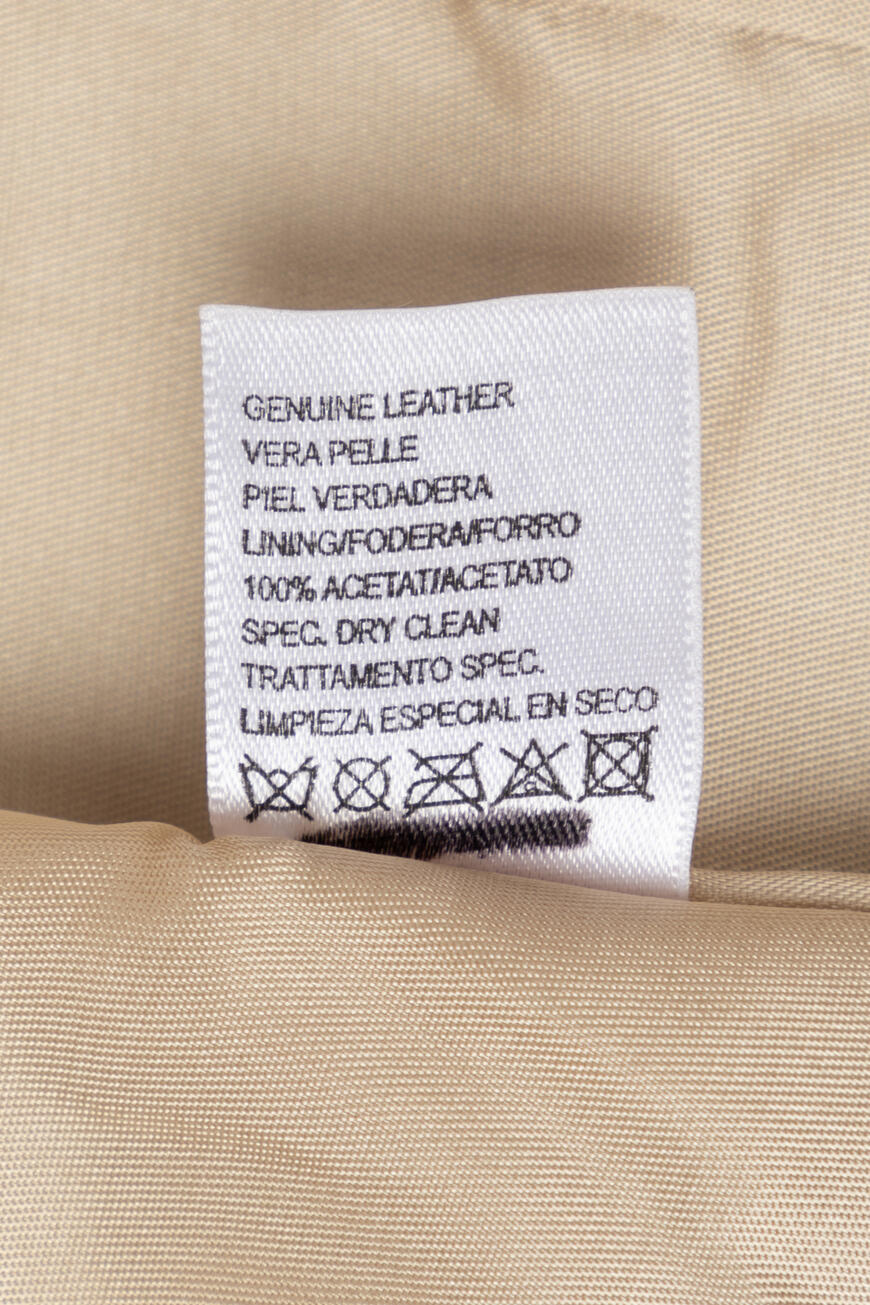 GENUINE LEATHER
VERA PELLE
PIEL VERDADERA
LINING/FODERA/FORRO
100% ACETAT/ACETATO
SPEC. DRY CLEAN
TRATTAMENTO SPEC.
LIMPIEZA ESPECIAL EN SECO